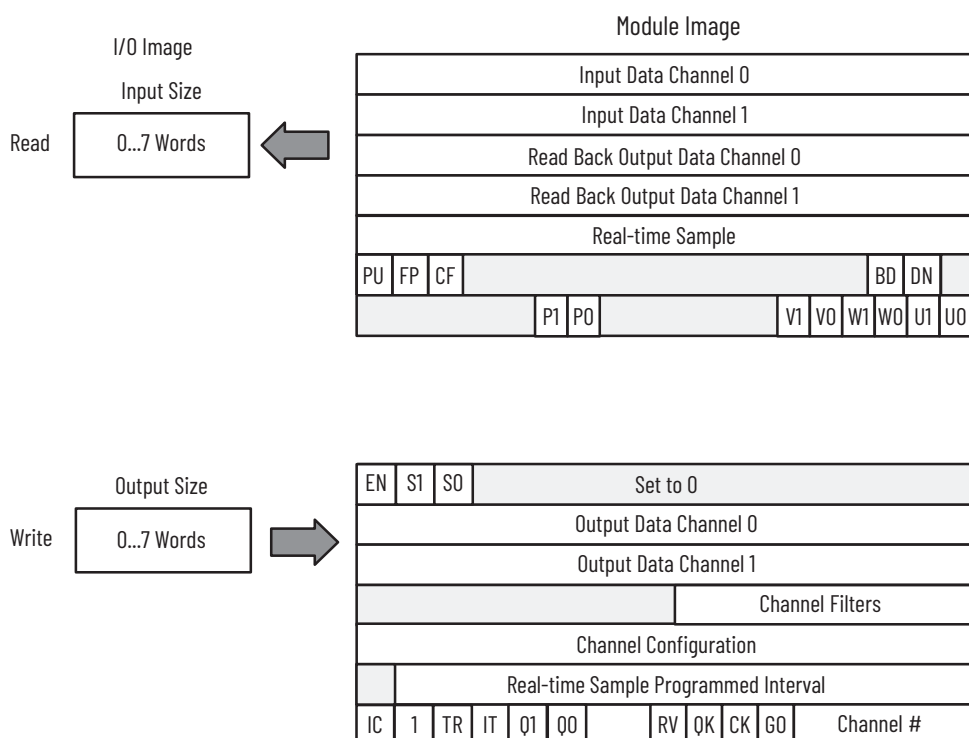 Module Image
I/O Image
Input Size
Read
0...7 Words
Input Data Channel 0
Input Data Channel 1
Read Back Output Data Channel 0
Read Back Output Data Channel 1
Real-time Sample
PU FP CF BD DN
P1 P0 V1 V0 W1 W0 U1 U0
Output Size
Write
0...7 Words
EN S1 S0 Set to 0
Output Data Channel 0
Output Data Channel 1
Channel Filters
Channel Configuration
Real-time Sample Programmed Interval
IC 1 TR IT Q1 Q0 RV QK CK GO Channel #